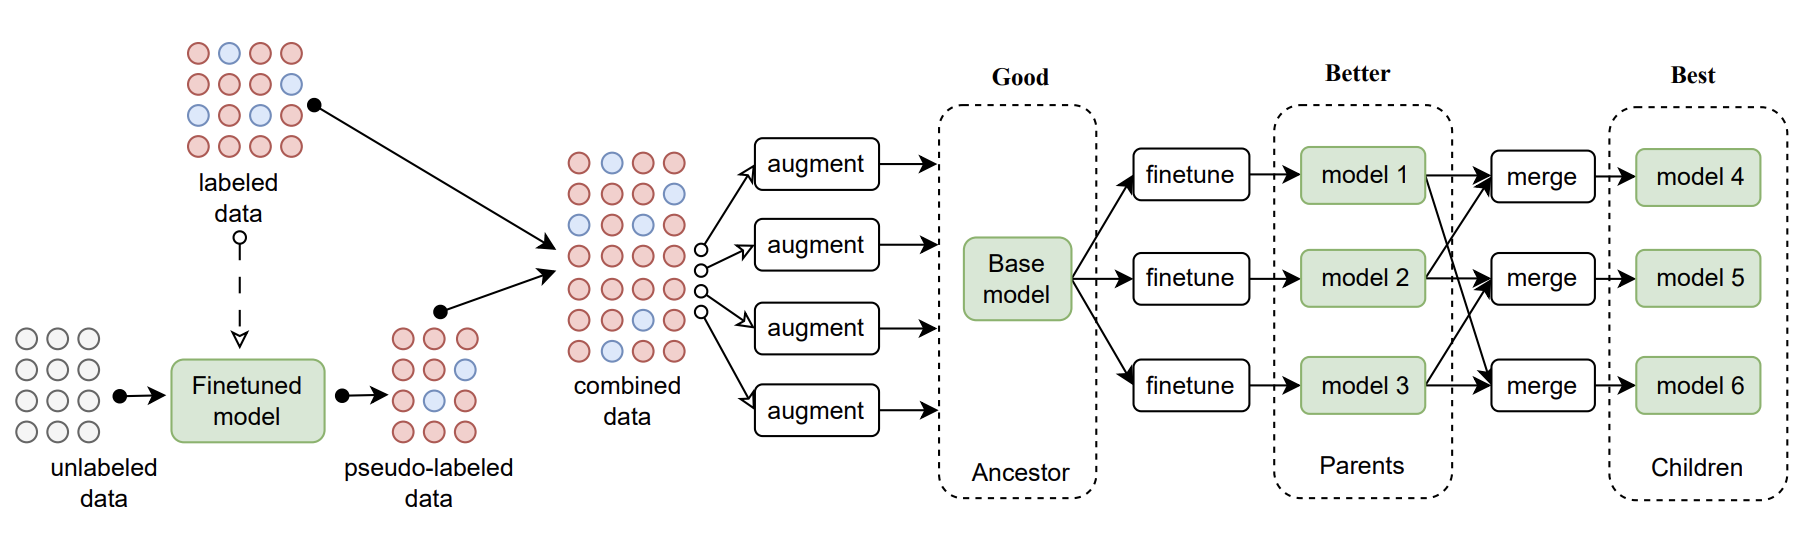 labeled
data
unlabeled
data
Finetuned
model
pseudo-labeled
data
combined
data
augment
augment
augment
augment
Good
Base
model
Ancestor
finetune
finetune
finetune
Better
model 1
model 2
model 3
Parents
merge
merge
merge
Best
model 4
model 5
model 6
Children